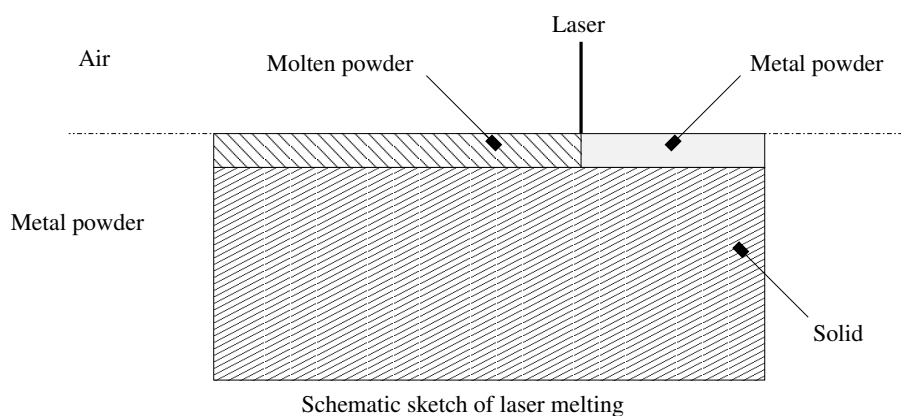 Laser
Air
Molten powder
Metal powder
Metal powder
Solid
Schematic sketch of laser melting